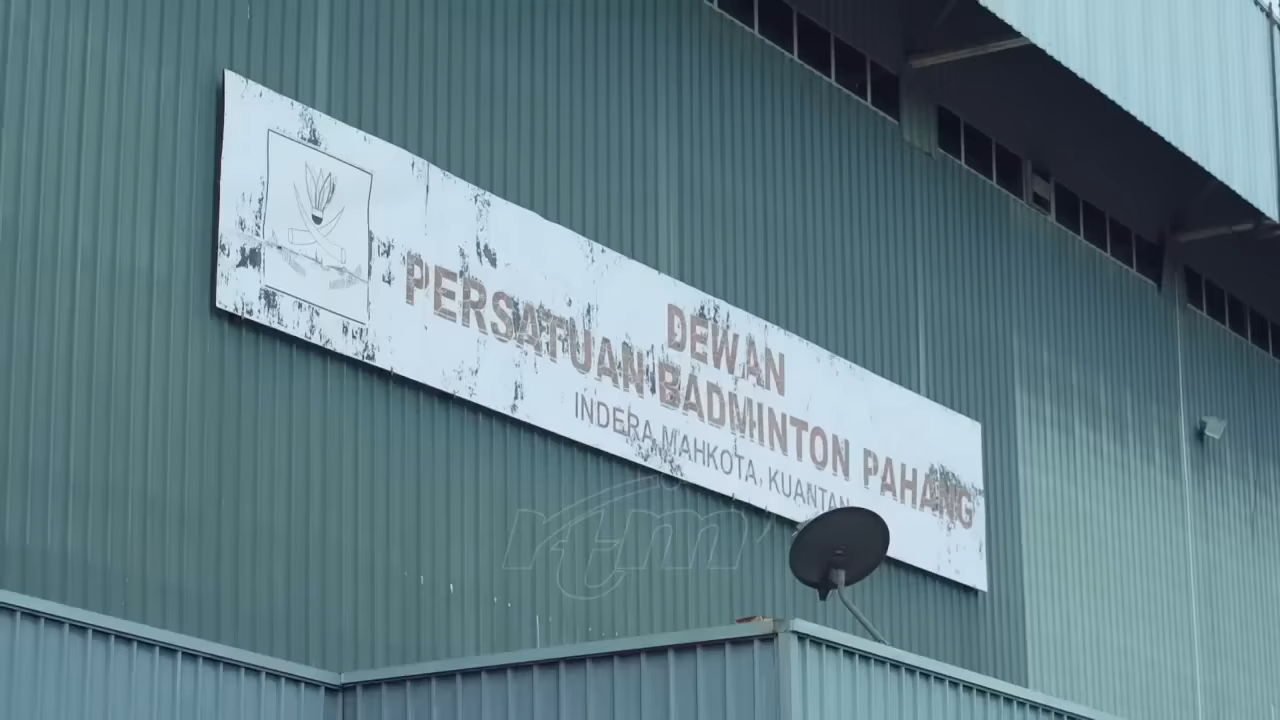 DEWAN
PERSATUAN BADMINTON PAHANG
INDERA MAHKOTA, KUANTAN
rtm